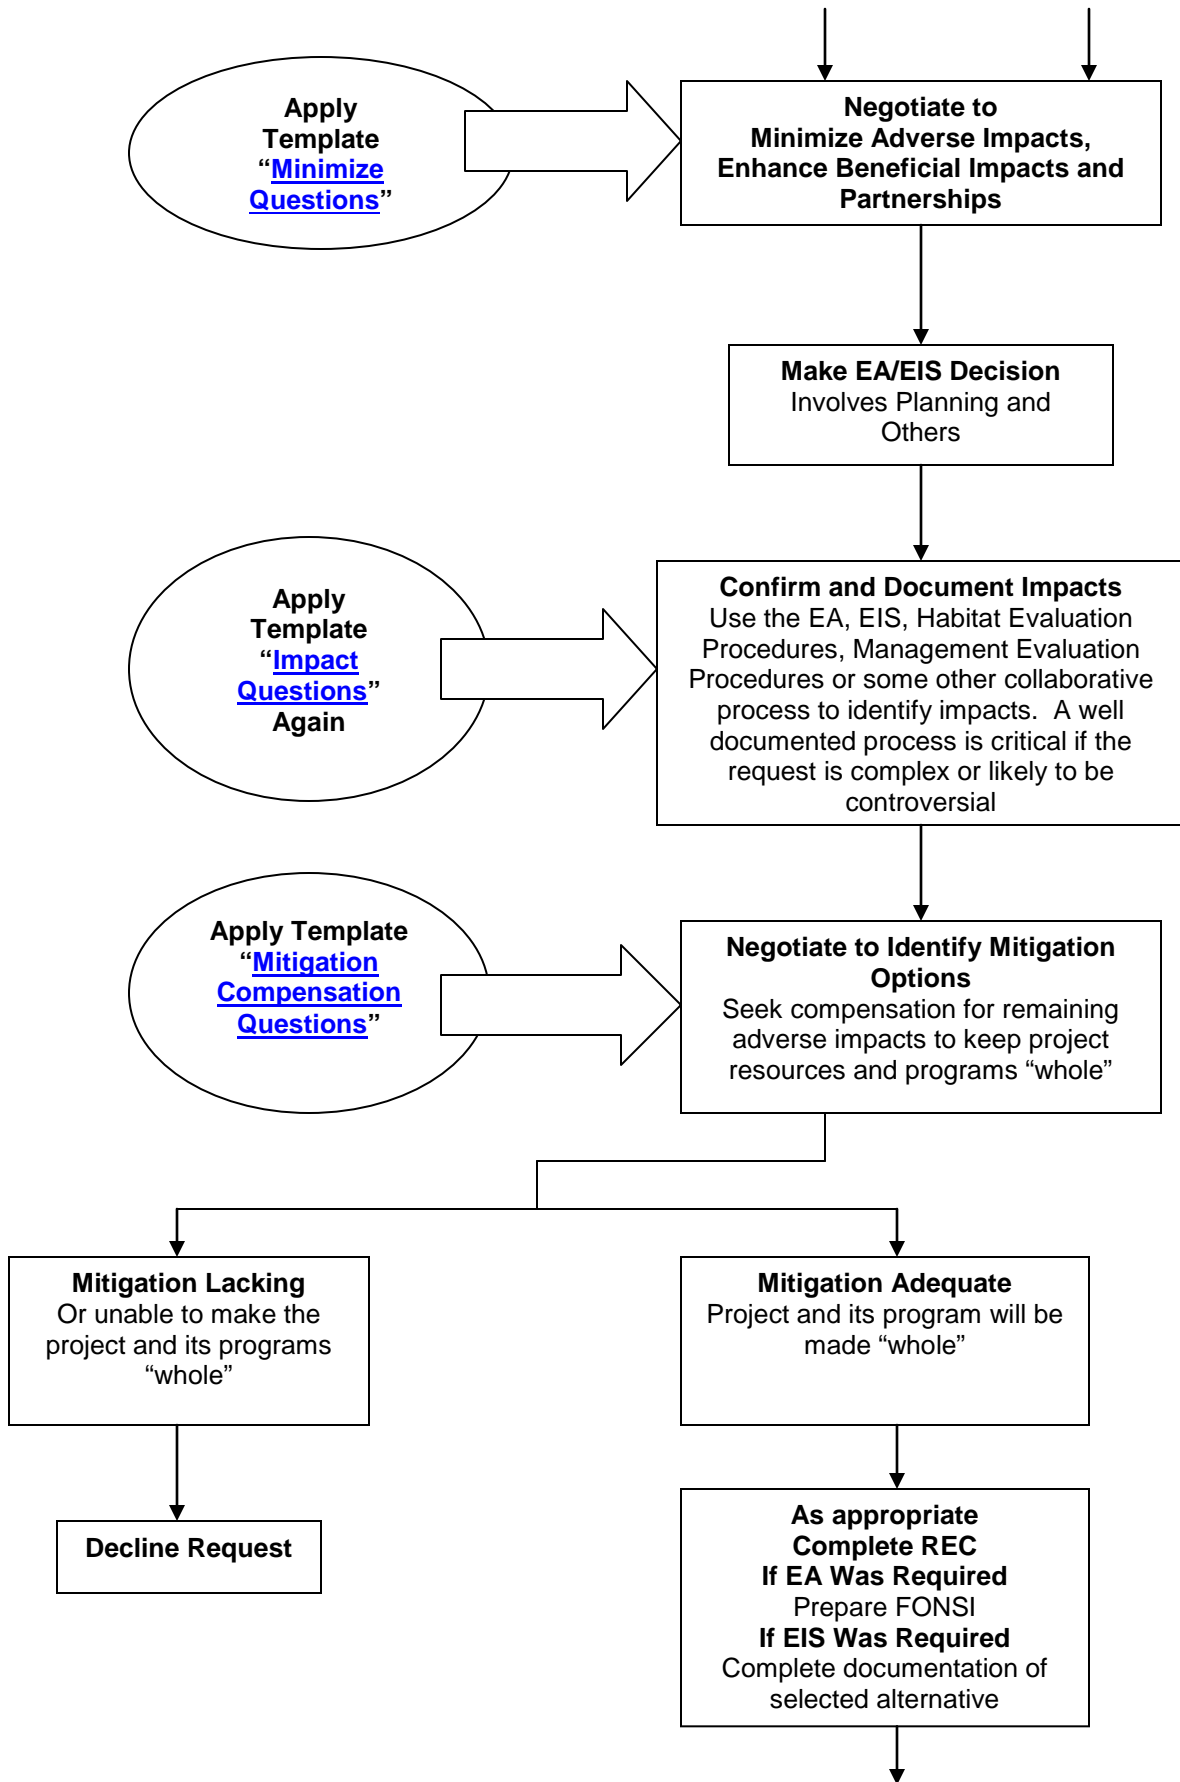 Apply
Template
“Minimize
Questions”
Negotiate to
Minimize Adverse Impacts,
Enhance Beneficial Impacts and
Partnerships
Make EA/EIS Decision
Involves Planning and
Others
Apply
Template
“Impact
Questions”
Again
Confirm and Document Impacts
Use the EA, EIS, Habitat Evaluation
Procedures, Management Evaluation
Procedures or some other collaborative
process to identify impacts.  A well
documented process is critical if the
request is complex or likely to be
controversial
Apply Template
“Mitigation
Compensation
Questions”
Negotiate to Identify Mitigation
Options
Seek compensation for remaining
adverse impacts to keep project
resources and programs “whole”
Mitigation Lacking
Or unable to make the
project and its programs
“whole”
Mitigation Adequate
Project and its program will be
made “whole”
Decline Request
As appropriate
Complete REC
If EA Was Required
Prepare FONSI
If EIS Was Required
Complete documentation of
selected alternative